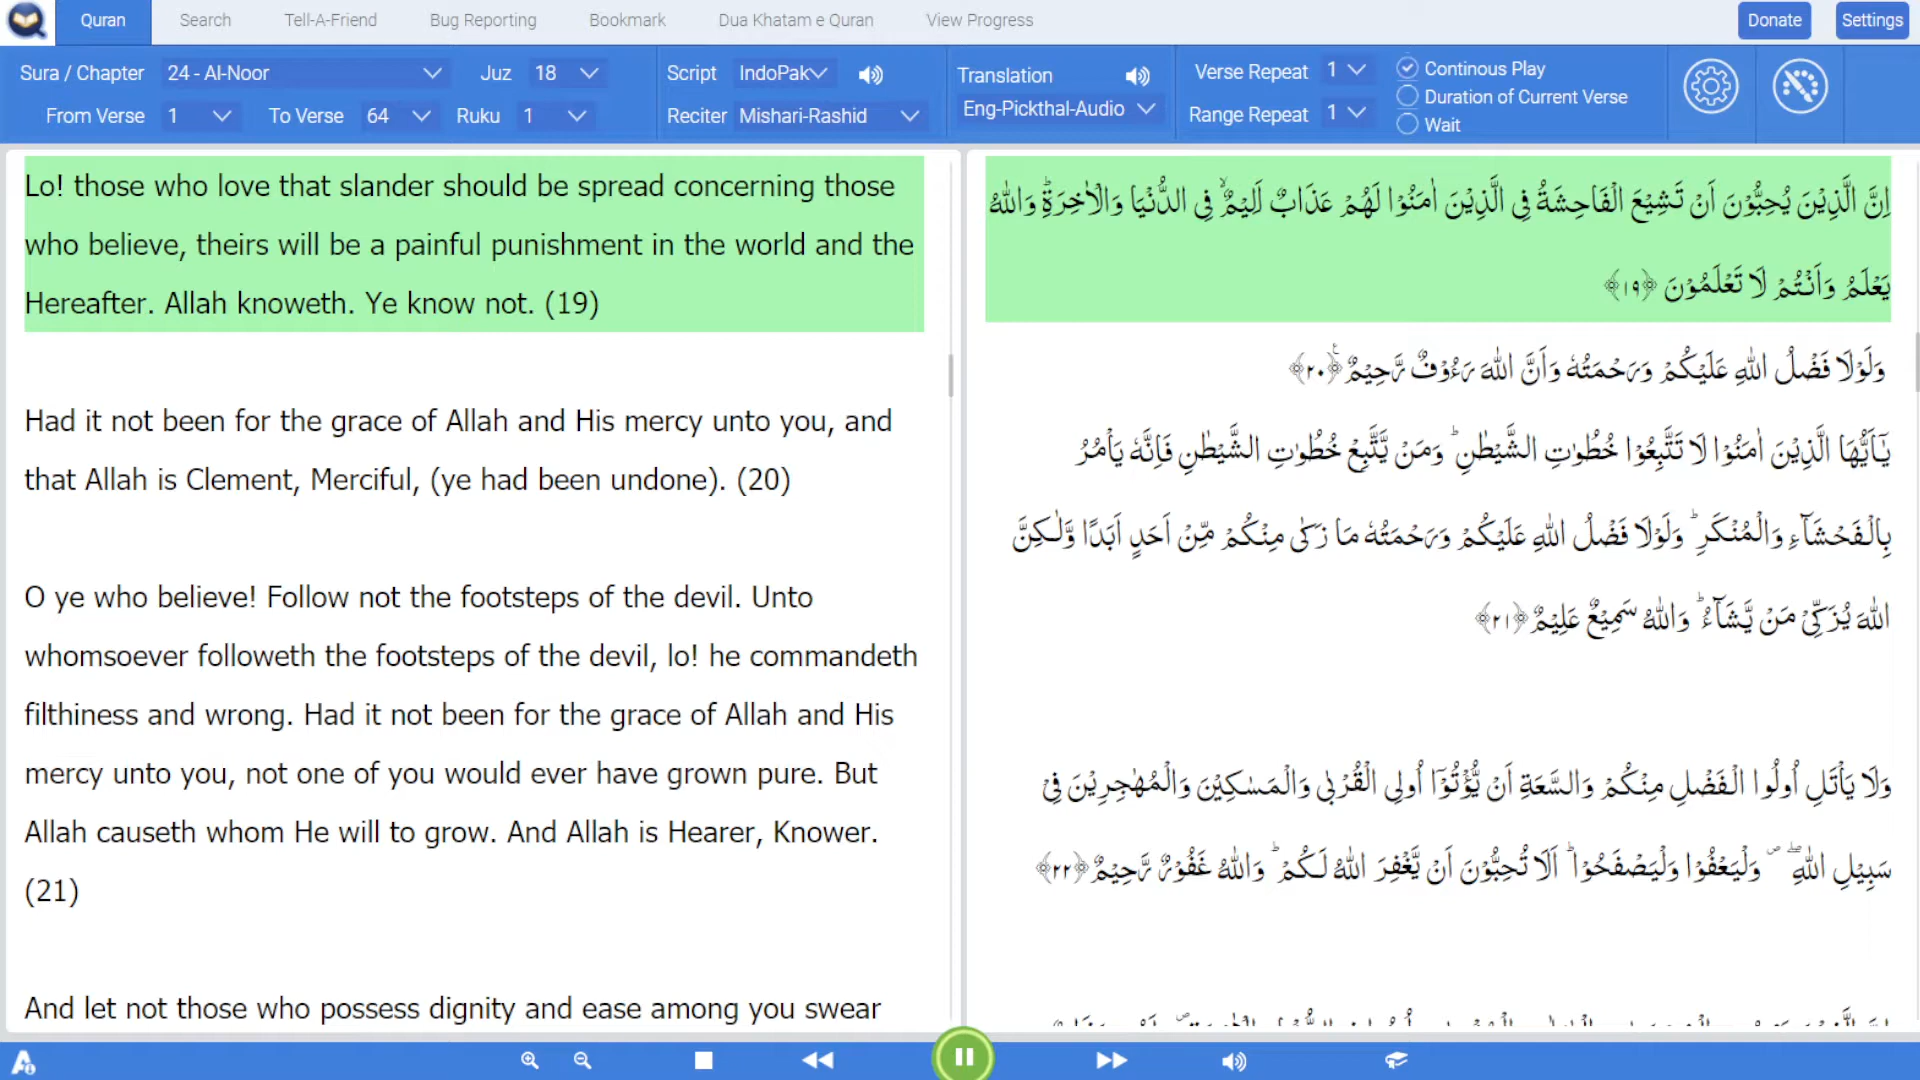 Quran Search Tell-A-Friend Bug Reporting Bookmark Dua Khatam e Quran View Progress Donate Settings
Sura / Chapter 24 - Al-Noor Juz 18
From Verse 1 To Verse 64 Ruku 1
Script IndoPak
Reciter Mishari-Rashid
Translation
Eng-Pickthal-Audio
Verse Repeat 1
Range Repeat 1
Continous Play
Duration of Current Verse
Wait
Lo! those who love that slander should be spread concerning those
who believe, theirs will be a painful punishment in the world and the
Hereafter. Allah knoweth. Ye know not. (19)
Had it not been for the grace of Allah and His mercy unto you, and
that Allah is Clement, Merciful, (ye had been undone). (20)
O ye who believe! Follow not the footsteps of the devil. Unto
whomsoever followeth the footsteps of the devil, lo! he commandeth
filthiness and wrong. Had it not been for the grace of Allah and His
mercy unto you, not one of you would ever have grown pure. But
Allah causeth whom He will to grow. And Allah is Hearer, Knower.
(21)
And let not those who possess dignity and ease among you swear
اِنَّ الَّذِيْنَ يُحِبُّوْنَ اَنْ تَشِيْعَ الْفَاحِشَةُ فِى الَّذِيْنَ اٰمَنُوْا لَهُمْ عَذَابٌ اَلِيْمٌ ۙ فِى الدُّنْيَا وَالْاٰخِرَةِ ؕ وَاللّٰهُ
يَعْلَمُ وَاَنْتُمْ لَا تَعْلَمُوْنَ ﴿۱۹﴾
وَلَوْلَا فَضْلُ اللّٰهِ عَلَيْكُمْ وَرَحْمَتُهٗ وَاَنَّ اللّٰهَ رَءُوْفٌ رَّحِيْمٌ ﴿۲۰﴾
يٰۤاَيُّهَا الَّذِيْنَ اٰمَنُوْا لَا تَتَّبِعُوْا خُطُوٰتِ الشَّيْطٰنِ ؕ وَمَنْ يَّتَّبِعْ خُطُوٰتِ الشَّيْطٰنِ فَاِنَّهٗ يَاْمُرُ
بِالْفَحْشَآءِ وَالْمُنْكَرِ ؕ وَلَوْلَا فَضْلُ اللّٰهِ عَلَيْكُمْ وَرَحْمَتُهٗ مَا زَكٰى مِنْكُمْ مِّنْ اَحَدٍ اَبَدًا وَّلٰـكِنَّ
اللّٰهَ يُزَكِّىْ مَنْ يَّشَآءُ ؕ وَاللّٰهُ سَمِيْعٌ عَلِيْمٌ ﴿۲۱﴾
وَلَا يَاْتَلِ اُولُوا الْفَضْلِ مِنْكُمْ وَالسَّعَةِ اَنْ يُّؤْتُوْۤا اُولِى الْقُرْبٰى وَالْمَسٰكِيْنَ وَالْمُهٰجِرِيْنَ فِىْ
سَبِيْلِ اللّٰهِ ۖ وَلْيَعْفُوْا وَلْيَصْفَحُوْا ؕ اَلَا تُحِبُّوْنَ اَنْ يَّغْفِرَ اللّٰهُ لَـكُمْ ؕ وَاللّٰهُ غَفُوْرٌ رَّحِيْمٌ ﴿۲۲﴾